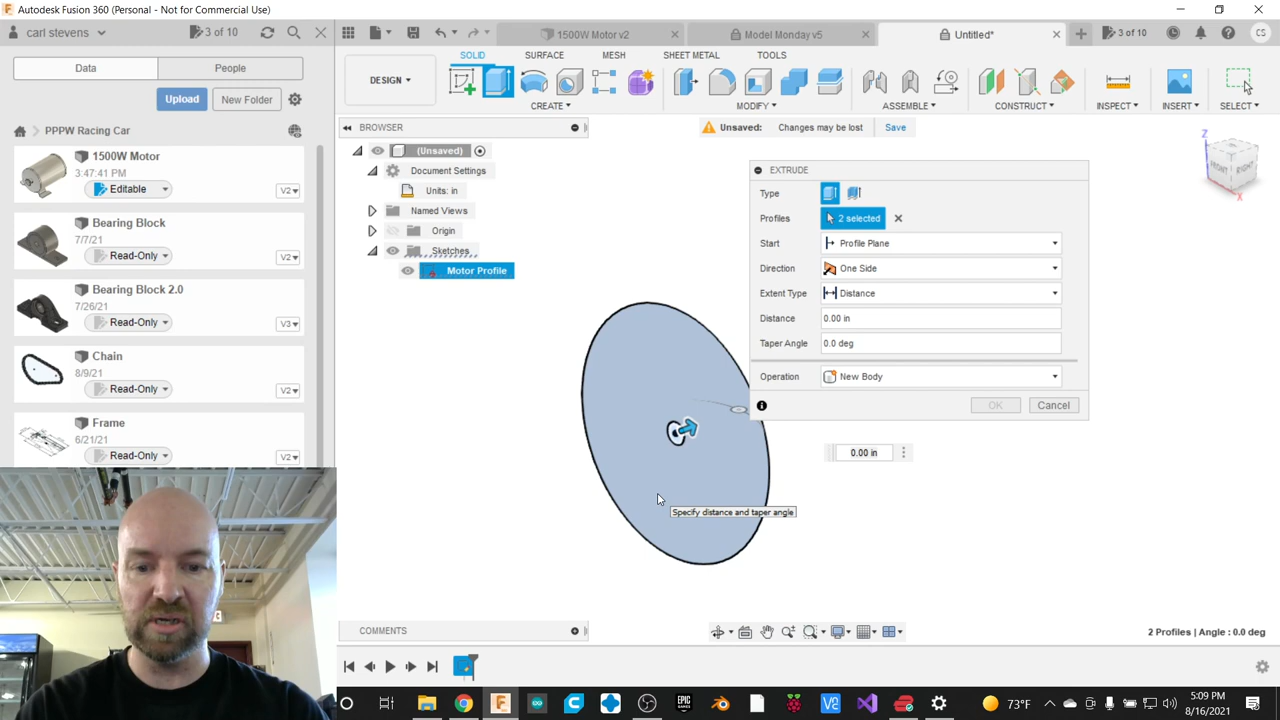 Autodesk Fusion 360 (Personal - Not for Commercial Use)
carl stevens
3 of 10
1500W Motor v2
Model Monday v5
Untitled*
3 of 10
CS
Data
People
Upload
New Folder
PPPW Racing Car
1500W Motor
3:47:41 PM
Editable
V2
Bearing Block
7/7/21
Read-Only
V2
Bearing Block 2.0
7/26/21
Read-Only
V3
Chain
8/9/21
Read-Only
V2
Frame
6/21/21
Read-Only
V2
DESIGN
SOLID
SURFACE
MESH
SHEET METAL
TOOLS
CREATE
MODIFY
ASSEMBLE
CONSTRUCT
INSPECT
INSERT
SELECT
BROWSER
Unsaved: Changes may be lost Save
(Unsaved)
Document Settings
Units: in
Named Views
Origin
Sketches
Motor Profile
Z
FRONT
RIGHT
X
EXTRUDE
Type
Profiles 2 selected
Start Profile Plane
Direction One Side
Extent Type Distance
Distance 0.00 in
Taper Angle 0.0 deg
Operation New Body
OK Cancel
0.00 in
Specify distance and taper angle
COMMENTS
2 Profiles | Angle : 0.0 deg
73°F
5:09 PM
8/16/2021